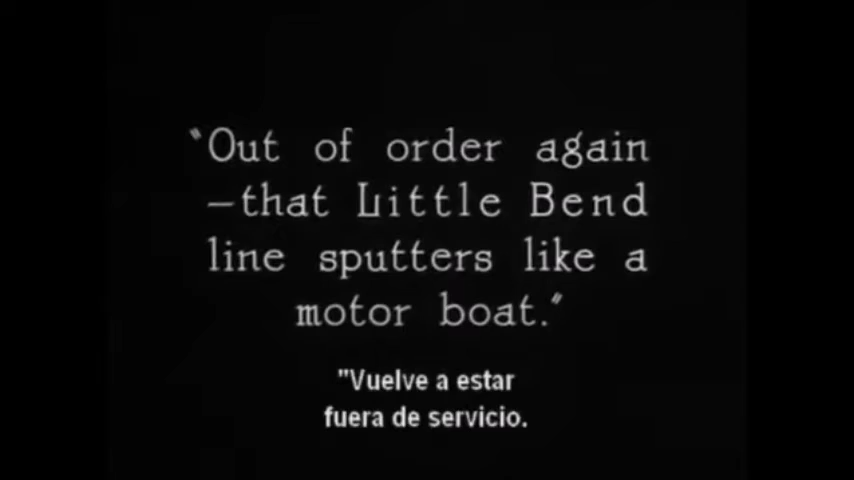 "Out of order again
—that Little Bend
line sputters like a
motor boat."
"Vuelve a estar
fuera de servicio.